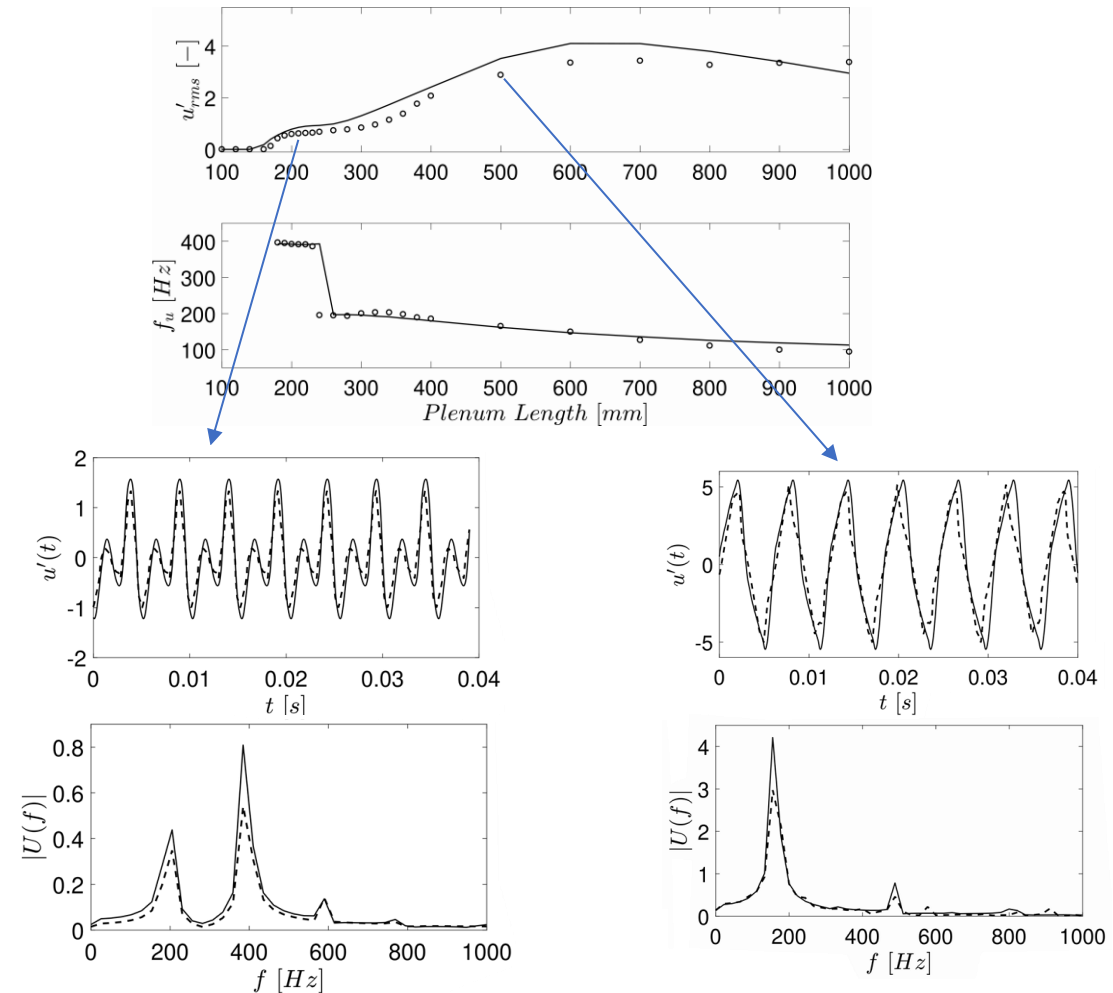 4
2
0
u'_{rms} [−]
100 200 300 400 500 600 700 800 900 1000
400
300
200
100
f_u [Hz]
100 200 300 400 500 600 700 800 900 1000
Plenum Length [mm]
2
1
0
-1
-2
u'(t)
0 0.01 0.02 0.03 0.04
t [s]
5
0
-5
u'(t)
0 0.01 0.02 0.03 0.04
t [s]
0.8
0.6
0.4
0.2
0
|U(f)|
0 200 400 600 800 1000
f [Hz]
4
3
2
1
0
|U(f)|
0 200 400 600 800 1000
f [Hz]